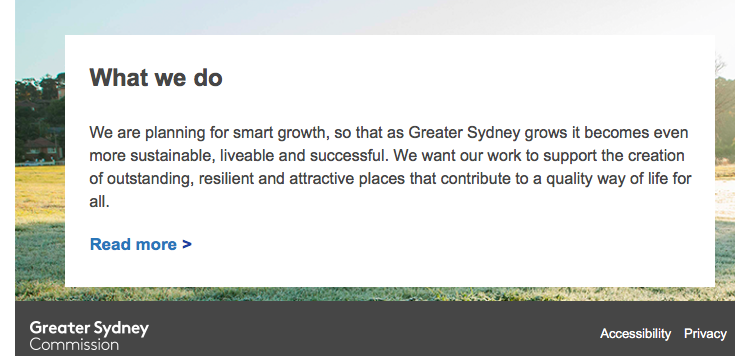 What we do
We are planning for smart growth, so that as Greater Sydney grows it becomes even
more sustainable, liveable and successful. We want our work to support the creation
of outstanding, resilient and attractive places that contribute to a quality way of life for
all.
Read more >
Greater Sydney
Commission
Accessibility Privacy